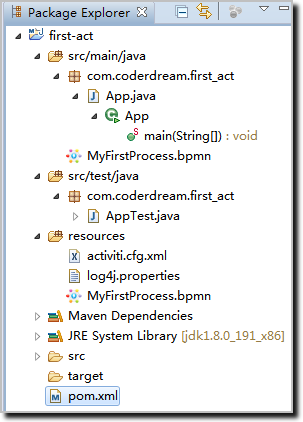 Package Explorer
first-act
src/main/java
com.coderdream.first_act
App.java
App
main(String[]) : void
MyFirstProcess.bpmn
src/test/java
com.coderdream.first_act
AppTest.java
resources
activiti.cfg.xml
log4j.properties
MyFirstProcess.bpmn
Maven Dependencies
JRE System Library [jdk1.8.0_191_x86]
src
target
pom.xml